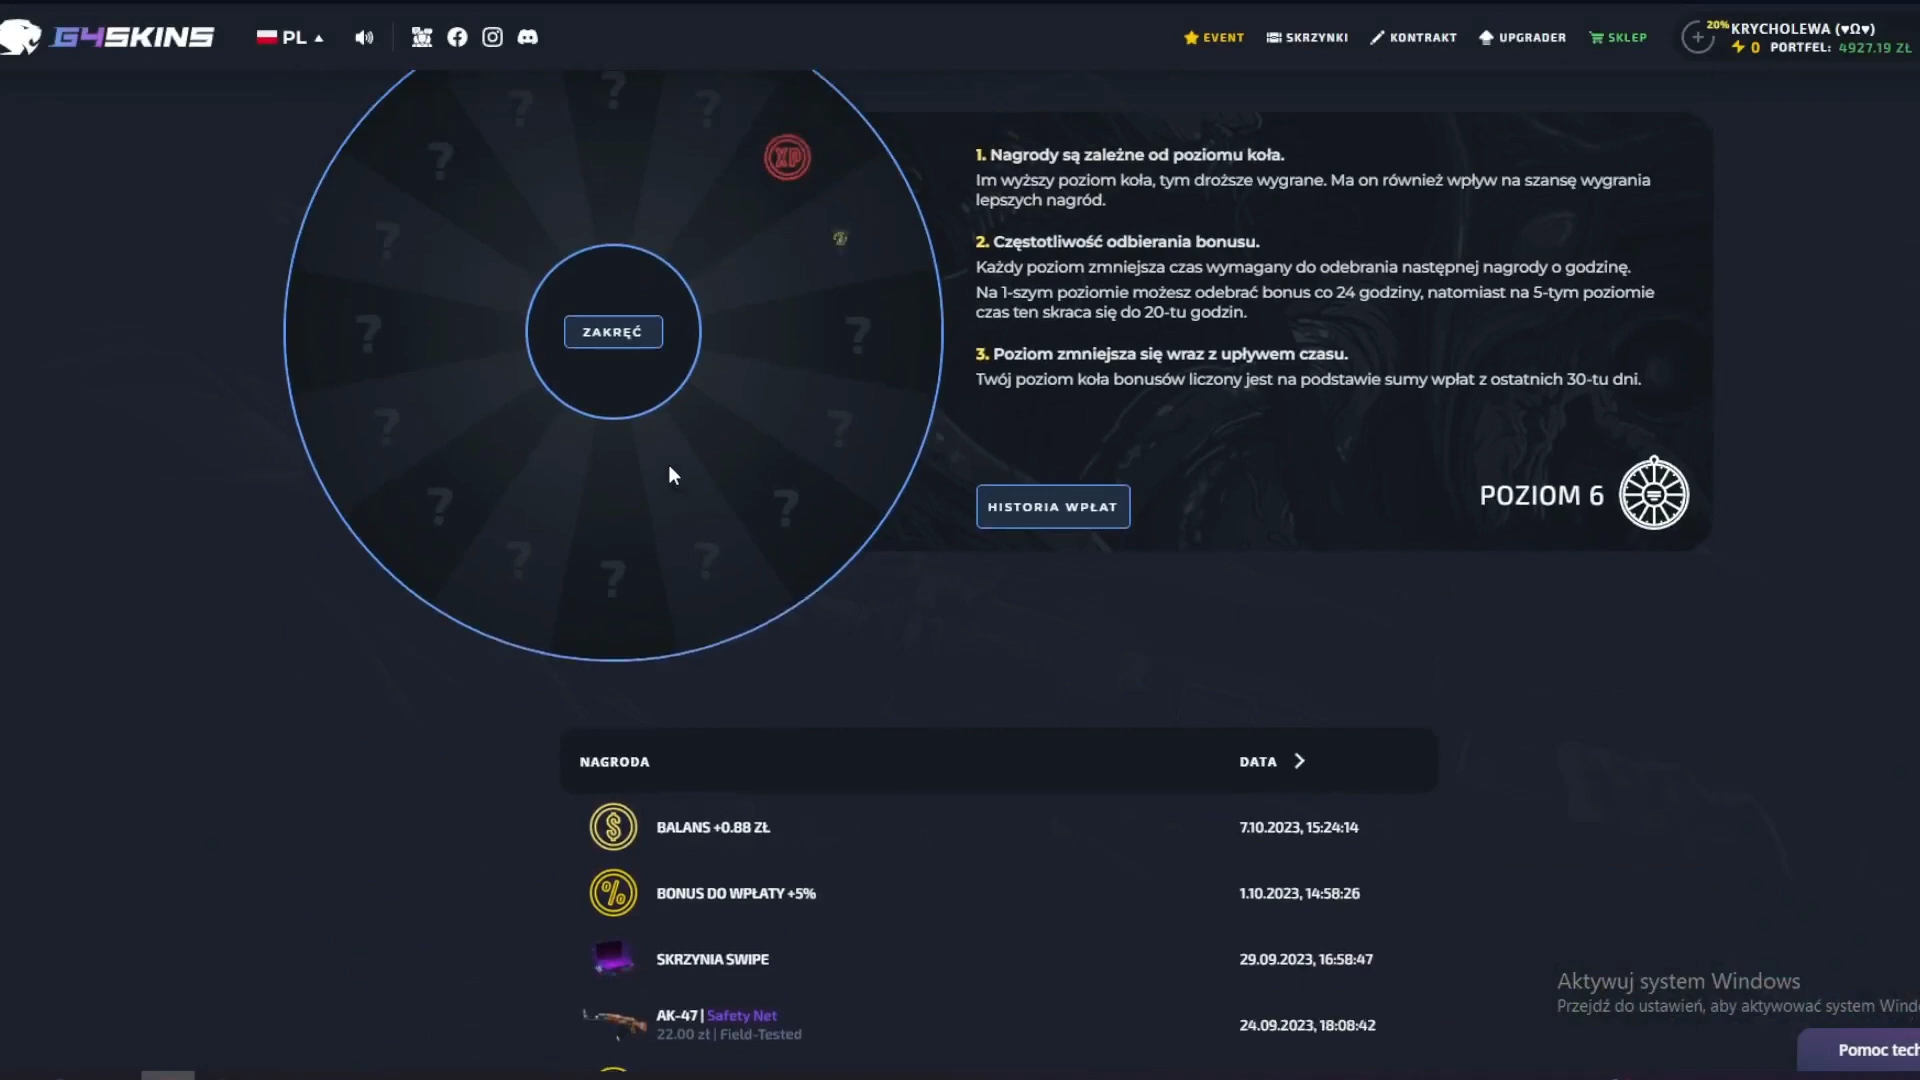 G4SKINS
PL
EVENT
SKRZYNKI
KONTRAKT
UPGRADER
SKLEP
20%
KRYCHOLEWA (♥Ω♥)
0 PORTFEL: 4927.19 ZŁ
? ? ?
? XP
?
? ?
? ?
? ?
? ? ?
ZAKRĘĆ
1. Nagrody są zależne od poziomu koła.
Im wyższy poziom koła, tym droższe wygrane. Ma on również wpływ na szansę wygrania
lepszych nagród.
2. Częstotliwość odbierania bonusu.
Każdy poziom zmniejsza czas wymagany do odebrania następnej nagrody o godzinę.
Na 1-szym poziomie możesz odebrać bonus co 24 godziny, natomiast na 5-tym poziomie
czas ten skraca się do 20-tu godzin.
3. Poziom zmniejsza się wraz z upływem czasu.
Twój poziom koła bonusów liczony jest na podstawie sumy wpłat z ostatnich 30-tu dni.
HISTORIA WPŁAT
POZIOM 6
NAGRODA
DATA
$ BALANS +0.88 ZŁ
7.10.2023, 15:24:14
% BONUS DO WPŁATY +5%
1.10.2023, 14:58:26
SKRZYNIA SWIPE
29.09.2023, 16:58:47
AK-47 | Safety Net
22.00 zł | Field-Tested
24.09.2023, 18:08:42
Aktywuj system Windows
Przejdź do ustawień, aby aktywować system Wind
Pomoc tech